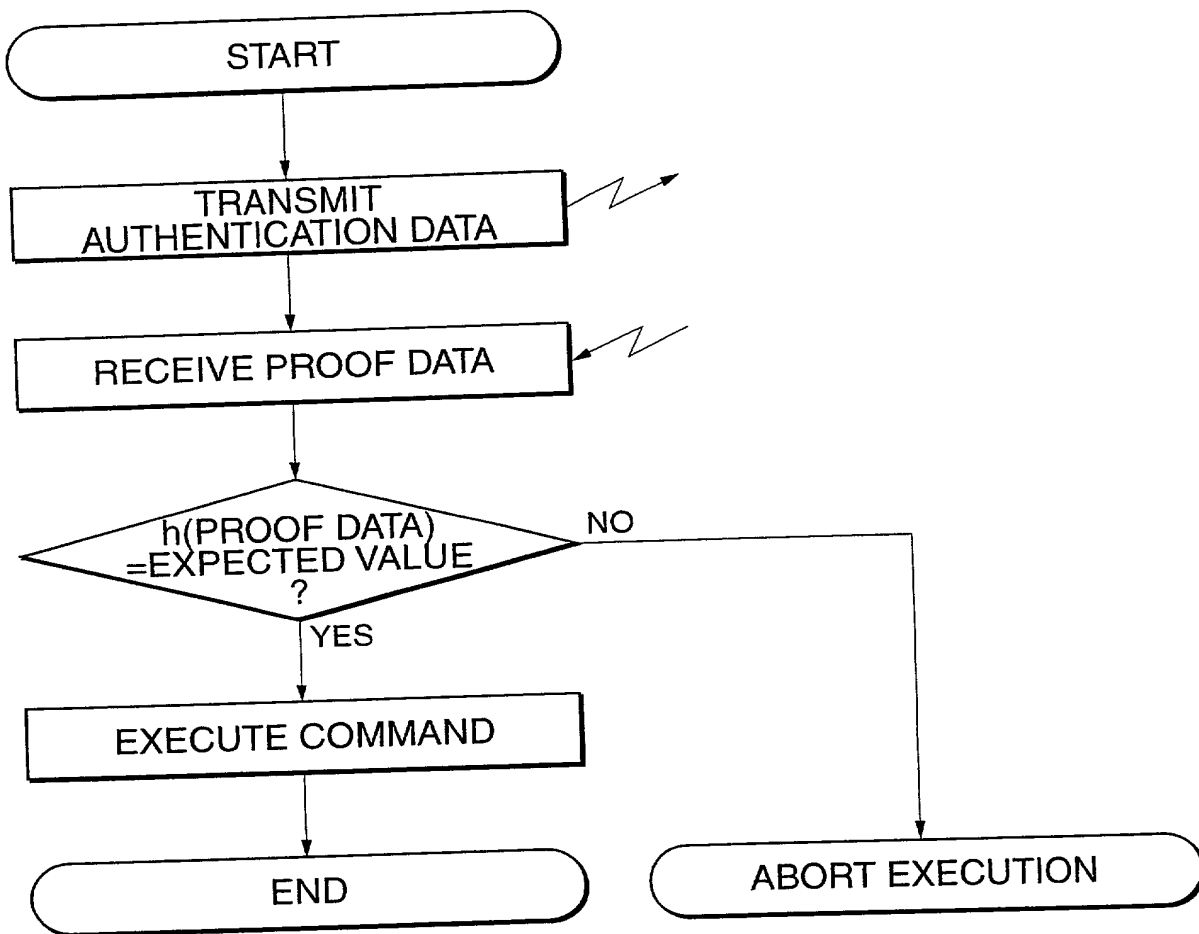 START
TRANSMIT
AUTHENTICATION DATA
RECEIVE PROOF DATA
h(PROOF DATA)
=EXPECTED VALUE
?
NO
YES
EXECUTE COMMAND
END
ABORT EXECUTION